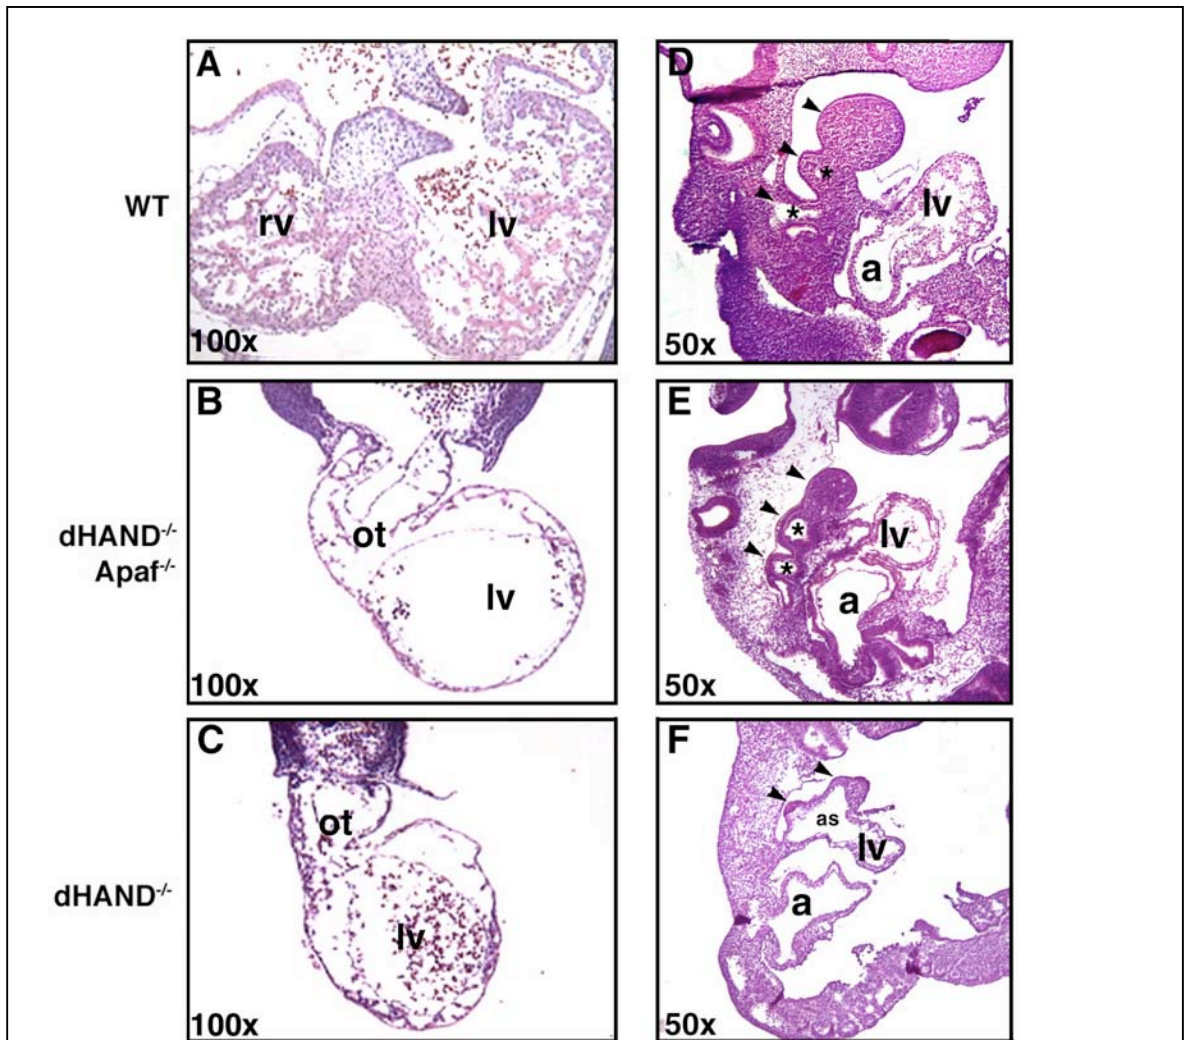 WT
A
rv
lv
100x
D
*
*
lv
a
50x
dHAND-/-
Apaf-/-
B
ot
lv
100x
E
*
*
lv
a
50x
dHAND-/-
C
ot
lv
100x
F
as
lv
a
50x